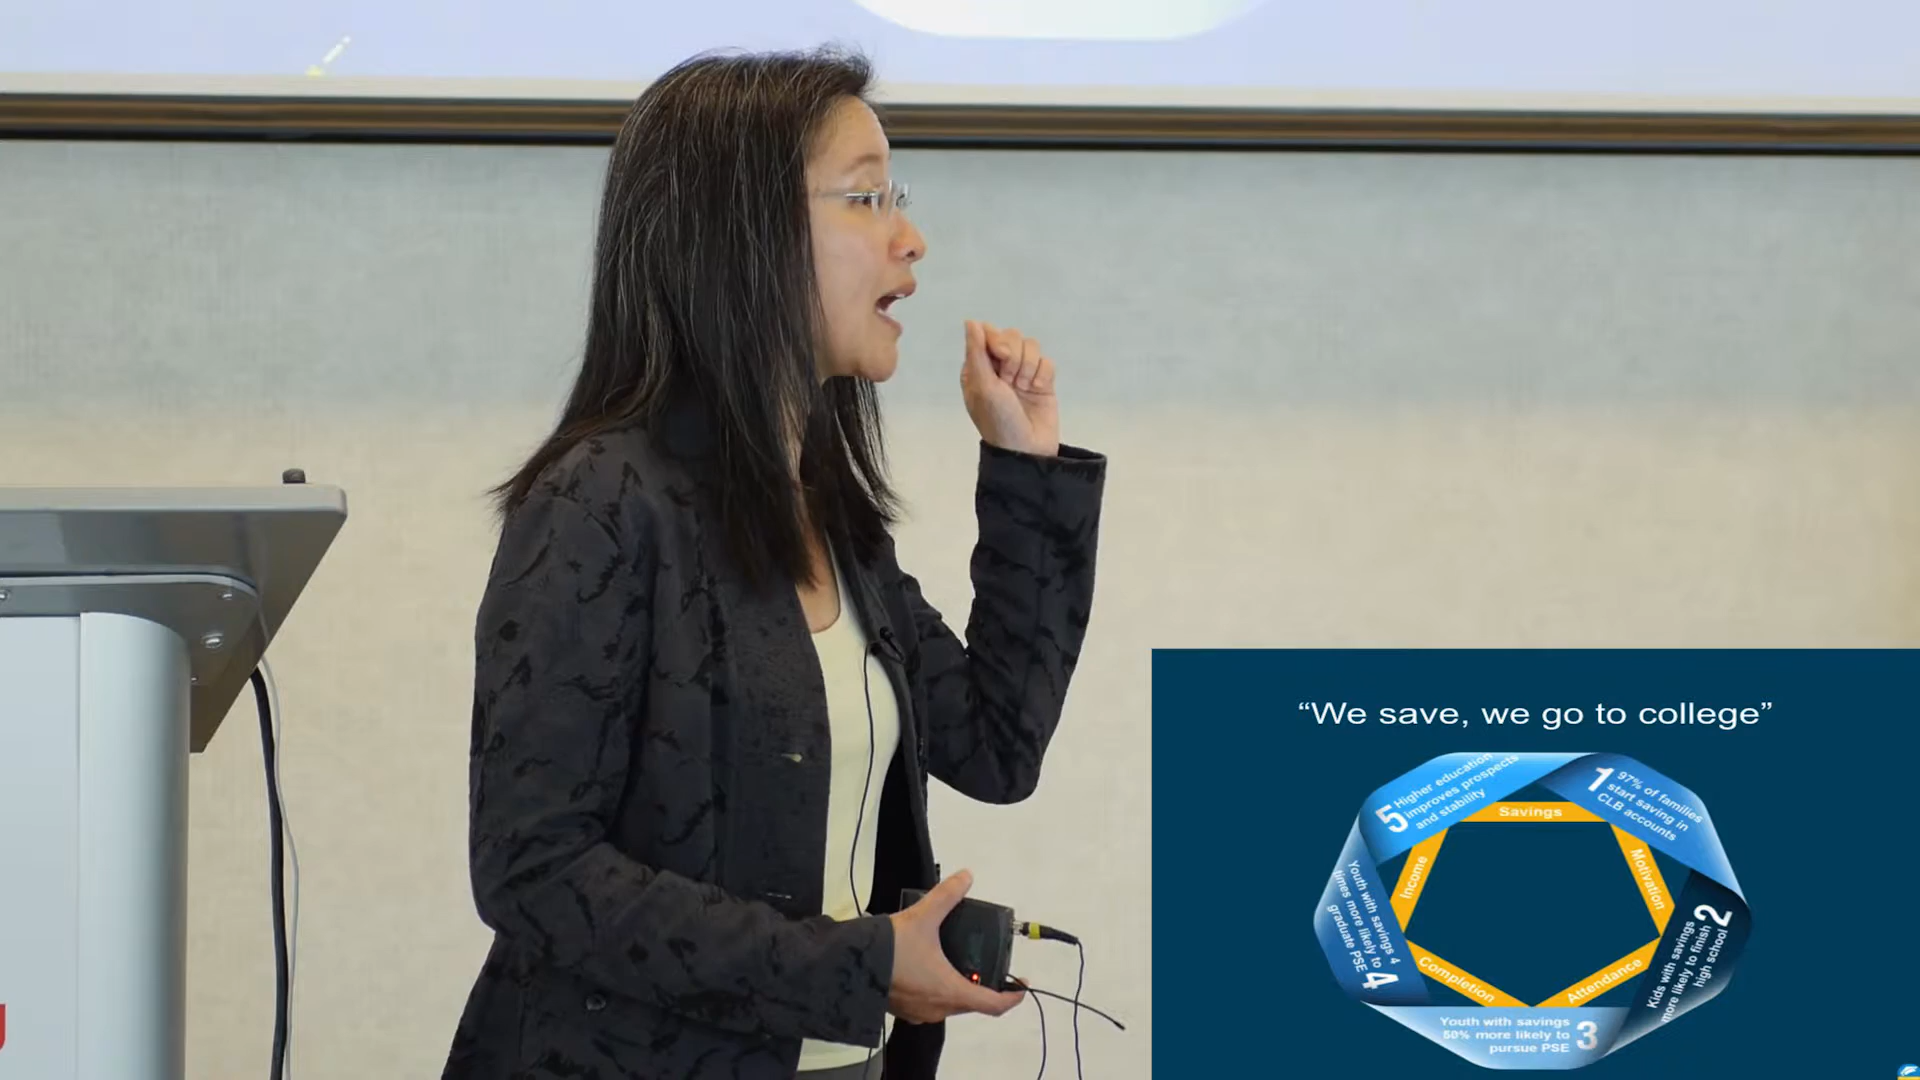 “We save, we go to college”
1 97% of families
start saving in
CLB accounts
2 Kids with savings
more likely to finish
high school
3 Youth with savings
50% more likely to
pursue PSE
4 Youth with savings 4
times more likely to
graduate PSE
5 Higher education
improves prospects
and stability
Savings
Motivation
Attendance
Completion
Income